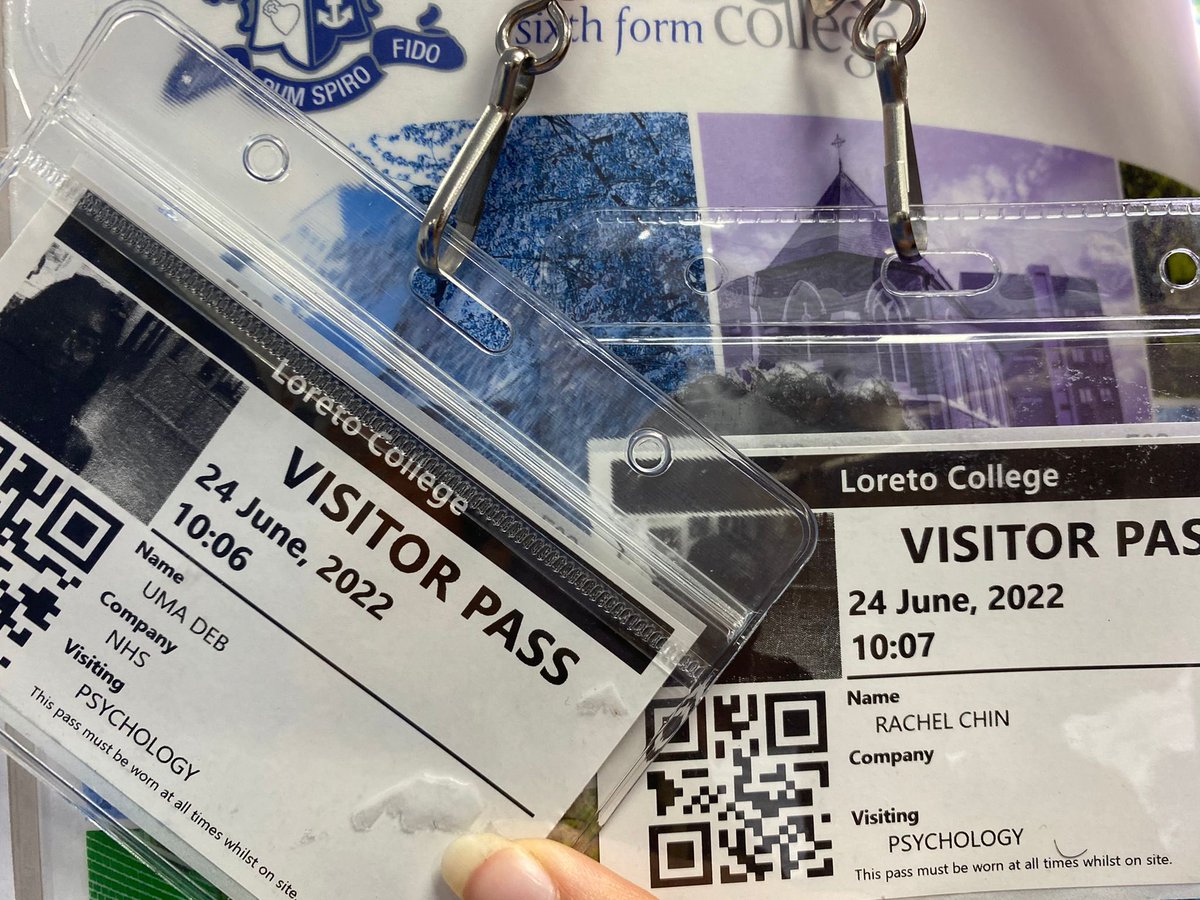 FIDO
DUM SPIRO
sixth form college
Loreto College
VISITOR PASS
24 June, 2022
10:06
Name
UMA DEB
Company
NHS
Visiting
PSYCHOLOGY
This pass must be worn at all times whilst on site.
Loreto College
VISITOR PAS
24 June, 2022
10:07
Name
RACHEL CHIN
Company
Visiting
PSYCHOLOGY
This pass must be worn at all times whilst on site.